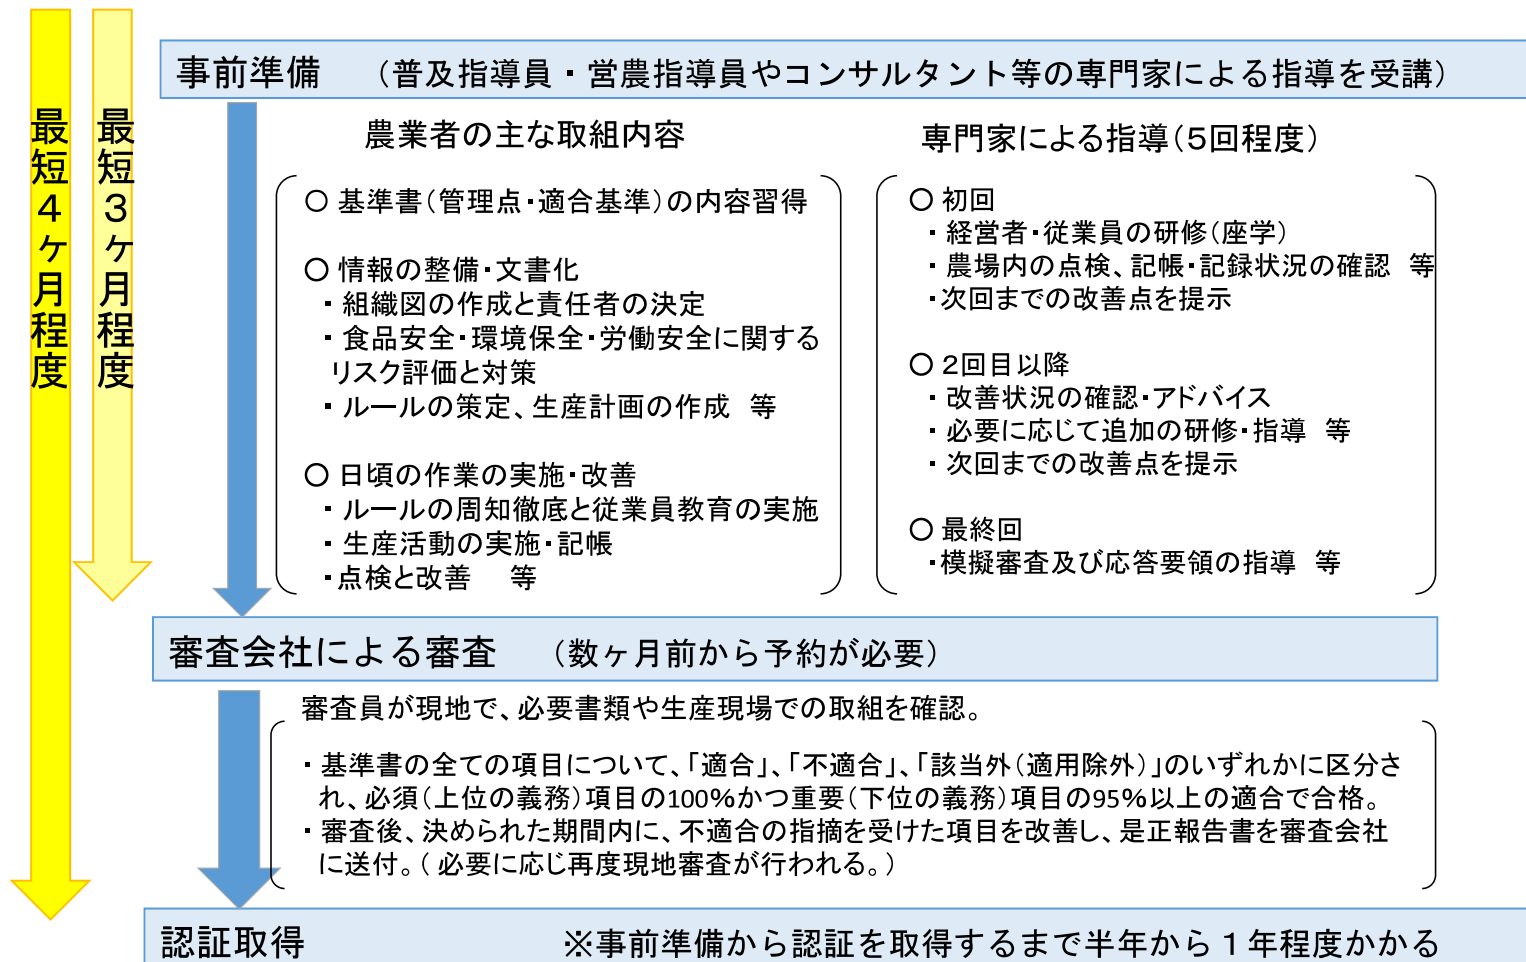 最短４ヶ月程度
最短３ヶ月程度
事前準備　（普及指導員・営農指導員やコンサルタント等の専門家による指導を受講）
農業者の主な取組内容
○ 基準書（管理点・適合基準）の内容習得
○ 情報の整備・文書化
・組織図の作成と責任者の決定
・食品安全・環境保全・労働安全に関する
リスク評価と対策
・ルールの策定、生産計画の作成　等
○ 日頃の作業の実施・改善
・ルールの周知徹底と従業員教育の実施
・生産活動の実施・記帳
・点検と改善　等
専門家による指導（５回程度）
○ 初回
・経営者・従業員の研修（座学）
・農場内の点検、記帳・記録状況の確認　等
・次回までの改善点を提示
○ ２回目以降
・改善状況の確認・アドバイス
・必要に応じて追加の研修・指導　等
・次回までの改善点を提示
○ 最終回
・模擬審査及び応答要領の指導　等
審査会社による審査　（数ヶ月前から予約が必要）
審査員が現地で、必要書類や生産現場での取組を確認。
・基準書の全ての項目について、「適合」、「不適合」、「該当外（適用除外）」のいずれかに区分さ
れ、必須（上位の義務）項目の100%かつ重要（下位の義務）項目の95%以上の適合で合格。
・審査後、決められた期間内に、不適合の指摘を受けた項目を改善し、是正報告書を審査会社
に送付。（ 必要に応じ再度現地審査が行われる。）
認証取得　※事前準備から認証を取得するまで半年から１年程度かかる